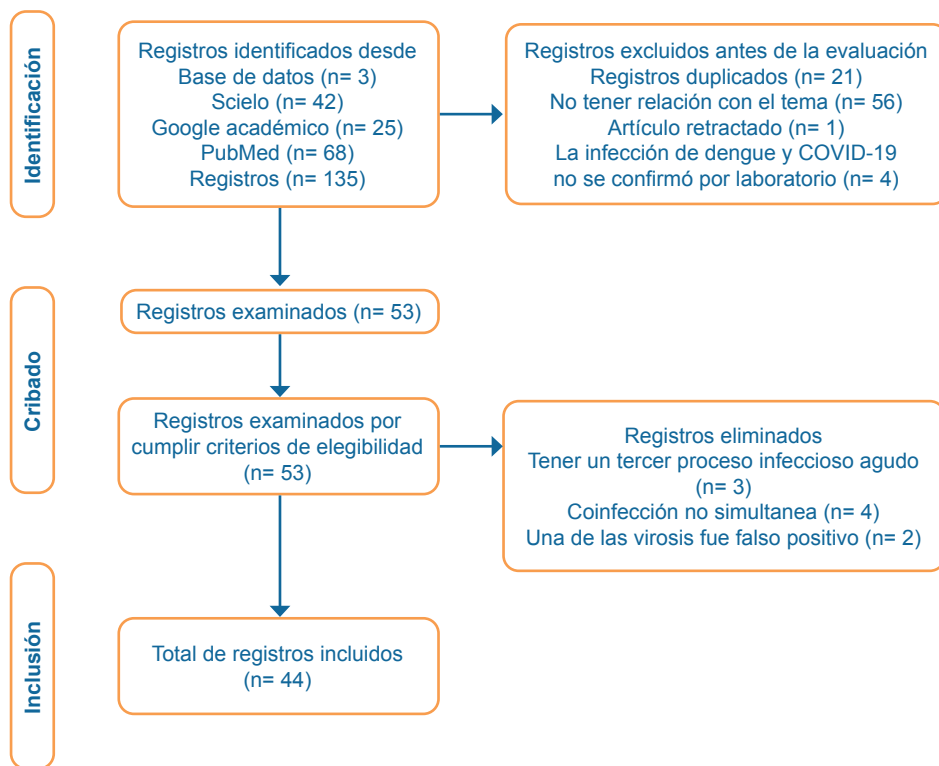 Identificación
Registros identificados desde
Base de datos (n= 3)
Scielo (n= 42)
Google académico (n= 25)
PubMed (n= 68)
Registros (n= 135)
Registros excluidos antes de la evaluación
Registros duplicados (n= 21)
No tener relación con el tema (n= 56)
Artículo retractado (n= 1)
La infección de dengue y COVID-19
no se confirmó por laboratorio (n= 4)
Cribado
Registros examinados (n= 53)
Registros examinados por
cumplir criterios de elegibilidad
(n= 53)
Registros eliminados
Tener un tercer proceso infeccioso agudo
(n= 3)
Coinfección no simultanea (n= 4)
Una de las virosis fue falso positivo (n= 2)
Inclusión
Total de registros incluidos
(n= 44)